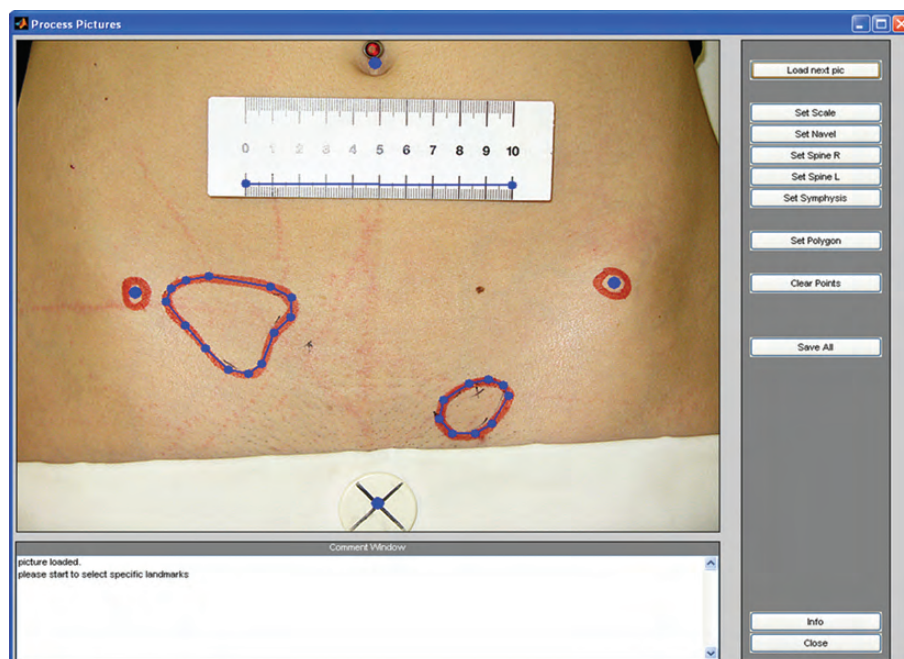 Process Pictures
Load next pic
Set Scale
Set Navel
Set Spine R
Set Spine L
Set Symphysis
Set Polygon
Clear Points
Save All
0 1 2 3 4 5 6 7 8 9 10
Comment Window
picture loaded.
please start to select specific landmarks
Info
Close